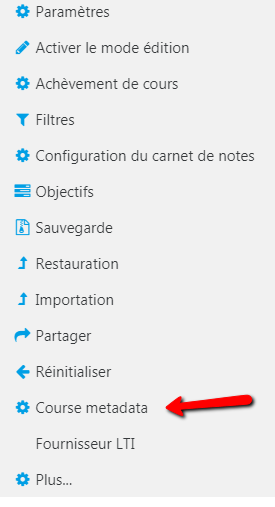 Paramètres
Activer le mode édition
Achèvement de cours
Filtres
Configuration du carnet de notes
Objectifs
Sauvegarde
Restauration
Importation
Partager
Réinitialiser
Course metadata
Fournisseur LTI
Plus...